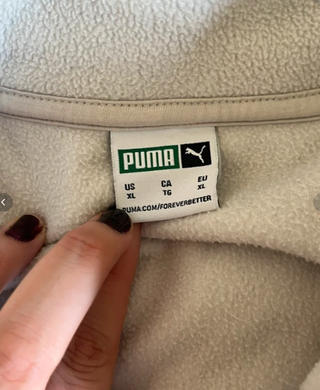 PUMA
US CA EU
XL TG XL
PUMA.COM/FOREVERBETTER